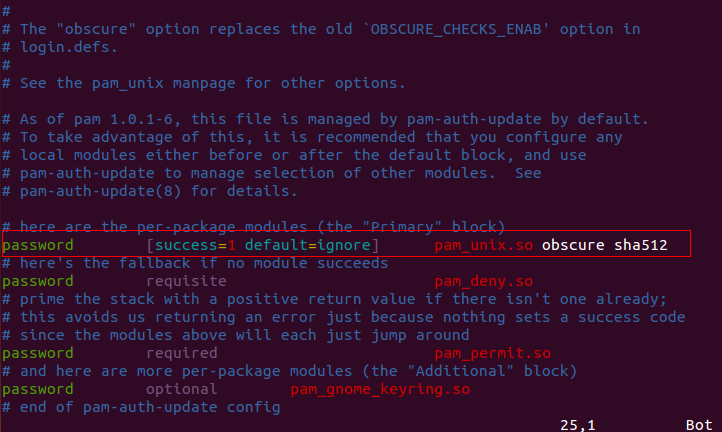 #
# The "obscure" option replaces the old `OBSCURE_CHECKS_ENAB' option in
# login.defs.
#
# See the pam_unix manpage for other options.

# As of pam 1.0.1-6, this file is managed by pam-auth-update by default.
# To take advantage of this, it is recommended that you configure any
# local modules either before or after the default block, and use
# pam-auth-update to manage selection of other modules.  See
# pam-auth-update(8) for details.

# here are the per-package modules (the "Primary" block)
password        [success=1 default=ignore]      pam_unix.so obscure sha512
# here's the fallback if no module succeeds
password        requisite                       pam_deny.so
# prime the stack with a positive return value if there isn't one already;
# this avoids us returning an error just because nothing sets a success code
# since the modules above will each just jump around
password        required                        pam_permit.so
# and here are more per-package modules (the "Additional" block)
password        optional        pam_gnome_keyring.so
# end of pam-auth-update config
25,1          Bot